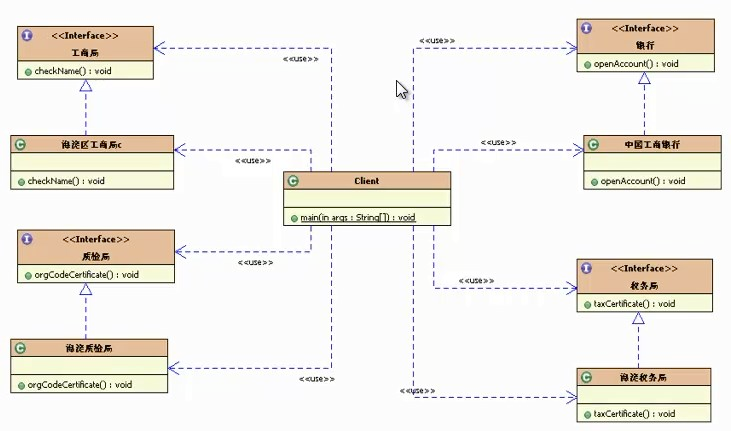 <<Interface>>
工商局
checkName() : void
<<use>>
海淀区工商局c
checkName() : void
<<use>>
<<Interface>>
质检局
orgCodeCertificate() : void
<<use>>
海淀质检局
orgCodeCertificate() : void
<<use>>
Client
main(in args : String[]) : void
<<Interface>>
银行
openAccount() : void
<<use>>
中国工商银行
openAccount() : void
<<use>>
<<Interface>>
税务局
taxCertificate() : void
<<use>>
海淀税务局
taxCertificate() : void
<<use>>